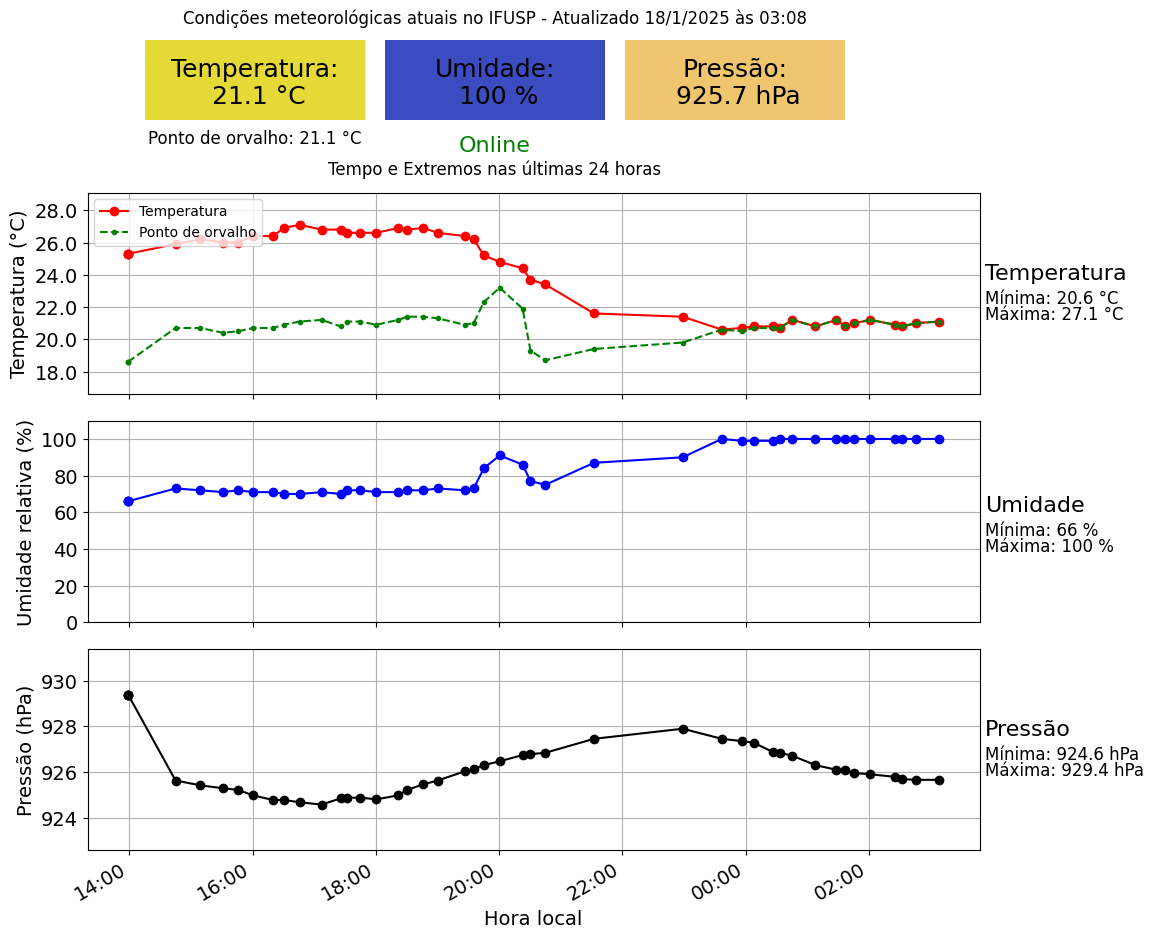 Condições meteorológicas atuais no IFUSP - Atualizado 18/1/2025 às 03:08
Temperatura:
21.1 °C
Umidade:
100 %
Pressão:
925.7 hPa
Ponto de orvalho: 21.1 °C
Online
Tempo e Extremos nas últimas 24 horas
Temperatura (°C)
28.0
26.0
24.0
22.0
20.0
18.0
Temperatura
Ponto de orvalho
Temperatura
Mínima: 20.6 °C
Máxima: 27.1 °C
Umidade relativa (%)
100
80
60
40
20
0
Umidade
Mínima: 66 %
Máxima: 100 %
Pressão (hPa)
930
928
926
924
Pressão
Mínima: 924.6 hPa
Máxima: 929.4 hPa
14:00
16:00
18:00
20:00
22:00
00:00
02:00
Hora local